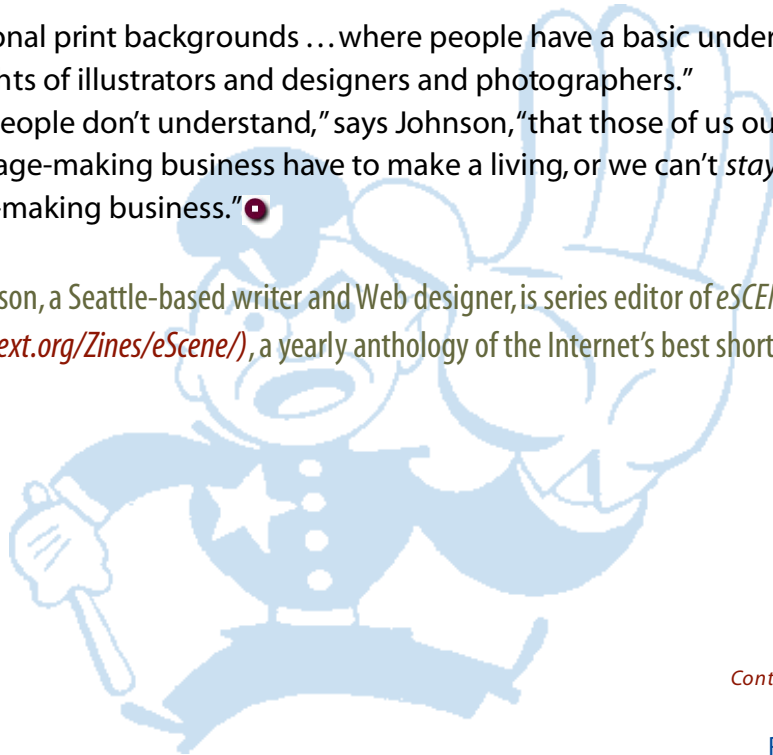 onal print backgrounds … where people have a basic under
nts of illustrators and designers and photographers.”
eople don’t understand,” says Johnson, “that those of us ou
age-making business have to make a living, or we can’t stay
-making business.”
son, a Seattle-based writer and Web designer, is series editor of eSCEN
ext.org/Zines/eScene/), a yearly anthology of the Internet’s best short
Cont